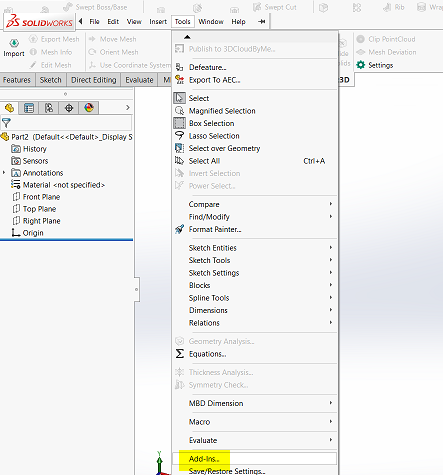 Swept Boss/Base
Swept Cut
Rib
Wrap
SOLIDWORKS
File Edit View Insert Tools Window Help
Import
Export Mesh
Mesh Info
Edit Mesh
Move Mesh
Orient Mesh
Use Coordinate System
Clip PointCloud
Mesh Deviation
Settings
Features Sketch Direct Editing Evaluate
3D
Part2 (Default<<Default>_Display S
History
Sensors
Annotations
Material <not specified>
Front Plane
Top Plane
Right Plane
Origin
Publish to 3DCloudByMe...
Defeature...
Export To AEC...
Select
Magnified Selection
Box Selection
Lasso Selection
Select over Geometry
Select All Ctrl+A
Invert Selection
Power Select...
Compare
Find/Modify
Format Painter...
Sketch Entities
Sketch Tools
Sketch Settings
Blocks
Spline Tools
Dimensions
Relations
Geometry Analysis...
Equations...
Thickness Analysis...
Symmetry Check...
MBD Dimension
Macro
Evaluate
Add-Ins...
Save/Restore Settings...
Y